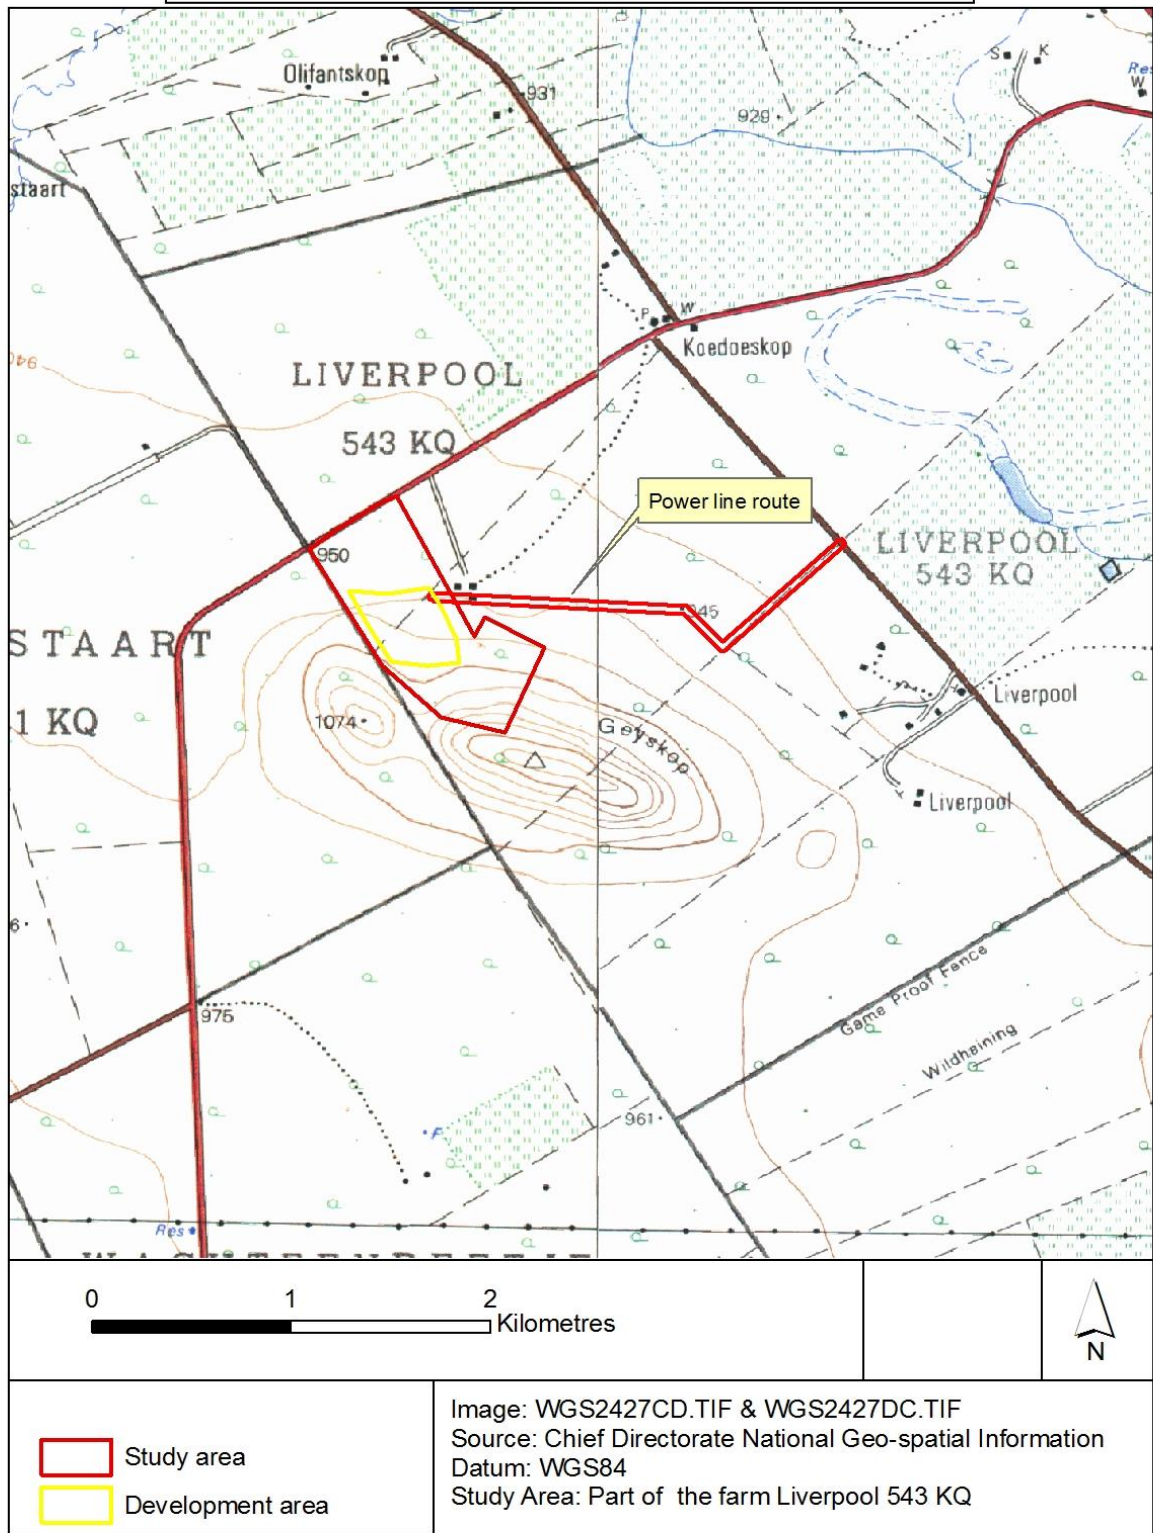 Olifantskop
931
929
S
K
Res
W
staart
P
W
Koedoeskop
940
LIVERPOOL
543 KQ
Power line route
950
LIVERPOOL
543 KQ
STAART
1 KQ
1074
Geyskop
Liverpool
Liverpool
6
975
Game Proof Fence
Wildheining
961
F
Res
0 1 2
Kilometres
N
Study area
Development area
Image: WGS2427CD.TIF & WGS2427DC.TIF
Source: Chief Directorate National Geo-spatial Information
Datum: WGS84
Study Area: Part of the farm Liverpool 543 KQ